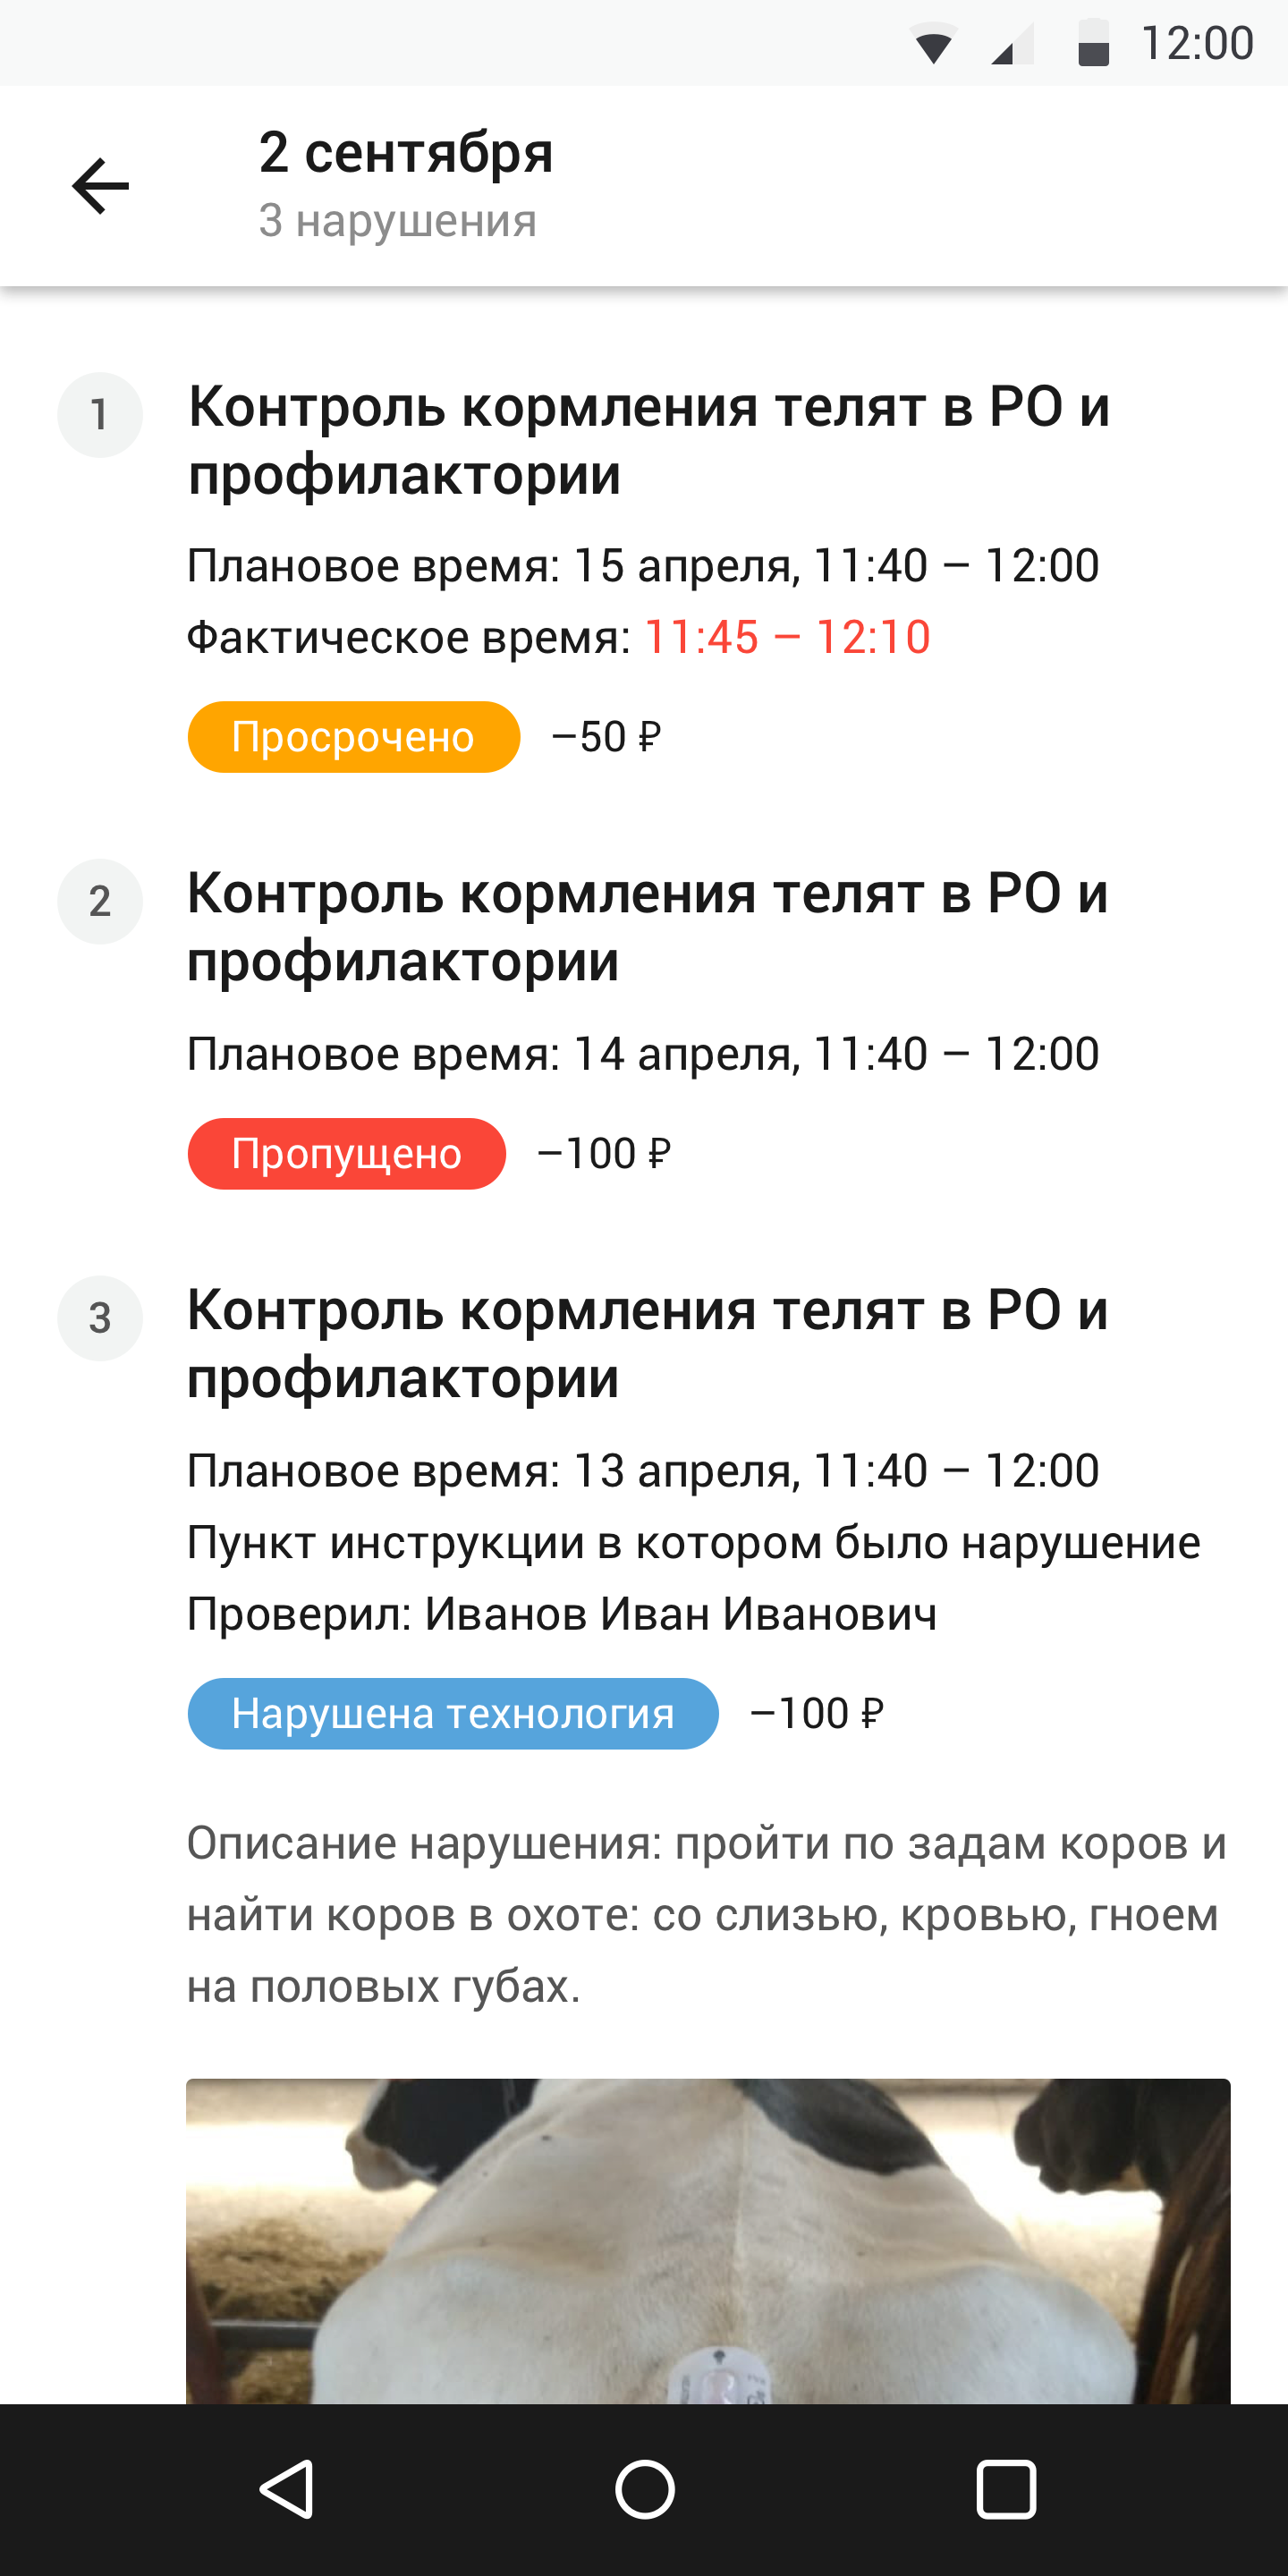 12:00
2 сентября
3 нарушения
1
Контроль кормления телят в РО и
профилактории
Плановое время: 15 апреля, 11:40 – 12:00
Фактическое время: 11:45 – 12:10
Просрочено –50 ₽
2
Контроль кормления телят в РО и
профилактории
Плановое время: 14 апреля, 11:40 – 12:00
Пропущено –100 ₽
3
Контроль кормления телят в РО и
профилактории
Плановое время: 13 апреля, 11:40 – 12:00
Пункт инструкции в котором было нарушение
Проверил: Иванов Иван Иванович
Нарушена технология –100 ₽
Описание нарушения: пройти по задам коров и
найти коров в охоте: со слизью, кровью, гноем
на половых губах.